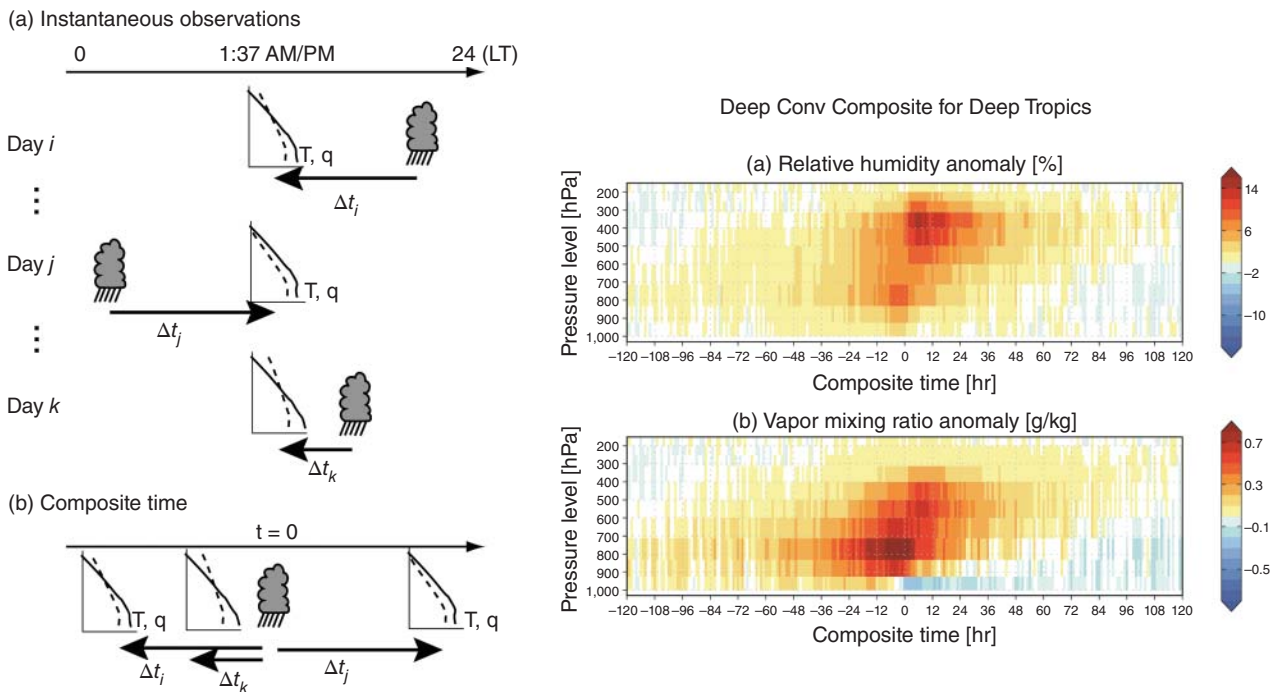 (a) Instantaneous observations
0 1:37 AM/PM 24 (LT)
Day i
T, q
Δtᵢ
⋮
Day j
T, q
Δtⱼ
⋮
Day k
Δtₖ
(b) Composite time
t = 0
T, q T, q
Δtᵢ Δtₖ Δtⱼ
Deep Conv Composite for Deep Tropics
(a) Relative humidity anomaly [%]
Pressure level [hPa]
200
300
400
500
600
700
800
900
1,000
−120 −108 −96 −84 −72 −60 −48 −36 −24 −12 0 12 24 36 48 60 72 84 96 108 120
Composite time [hr]
14
6
−2
−10
(b) Vapor mixing ratio anomaly [g/kg]
Pressure level [hPa]
200
300
400
500
600
700
800
900
1,000
−120 −108 −96 −84 −72 −60 −48 −36 −24 −12 0 12 24 36 48 60 72 84 96 108 120
Composite time [hr]
0.7
0.3
−0.1
−0.5